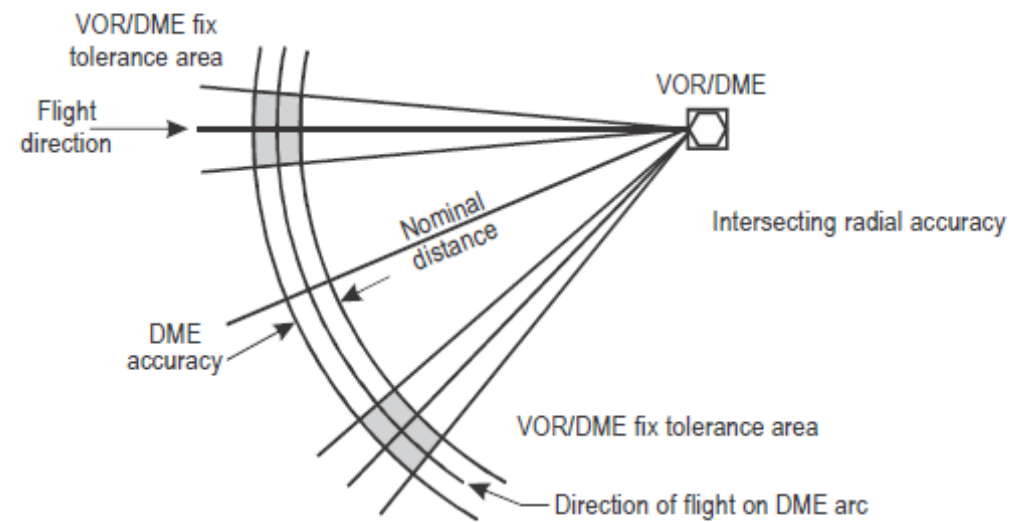 VOR/DME fix
tolerance area
VOR/DME
Flight
direction
Nominal
distance
Intersecting radial accuracy
DME
accuracy
VOR/DME fix tolerance area
Direction of flight on DME arc